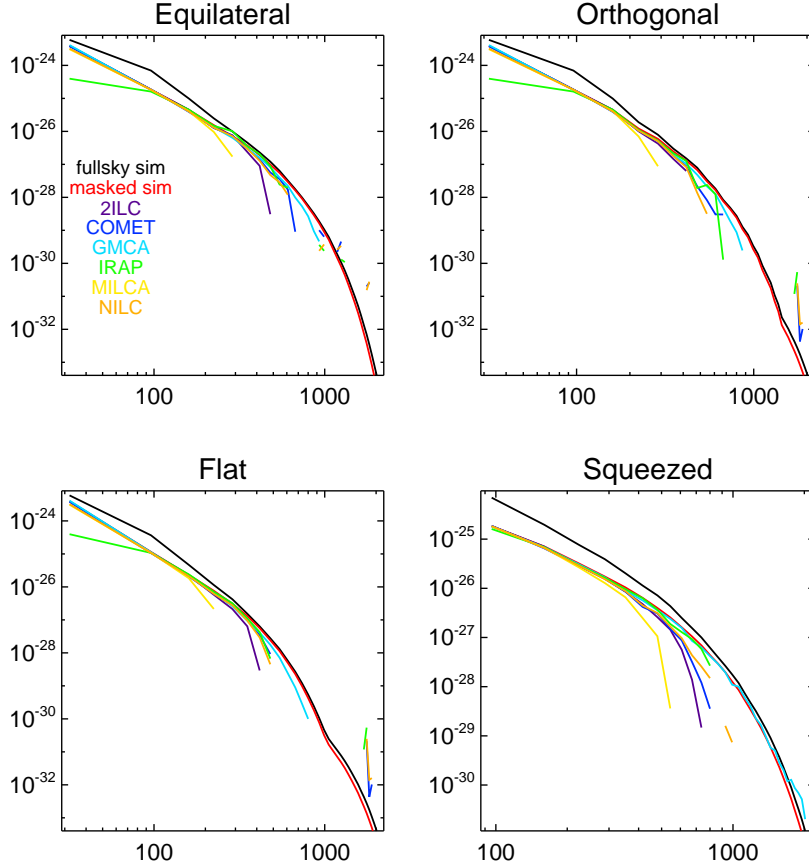 Equilateral
Orthogonal
10^-24
10^-26
10^-28
10^-30
10^-32
fullsky sim
masked sim
2ILC
COMET
GMCA
IRAP
MILCA
NILC
100
1000
10^-24
10^-26
10^-28
10^-30
10^-32
100
1000
Flat
Squeezed
10^-24
10^-26
10^-28
10^-30
10^-32
100
1000
10^-25
10^-26
10^-27
10^-28
10^-29
10^-30
100
1000